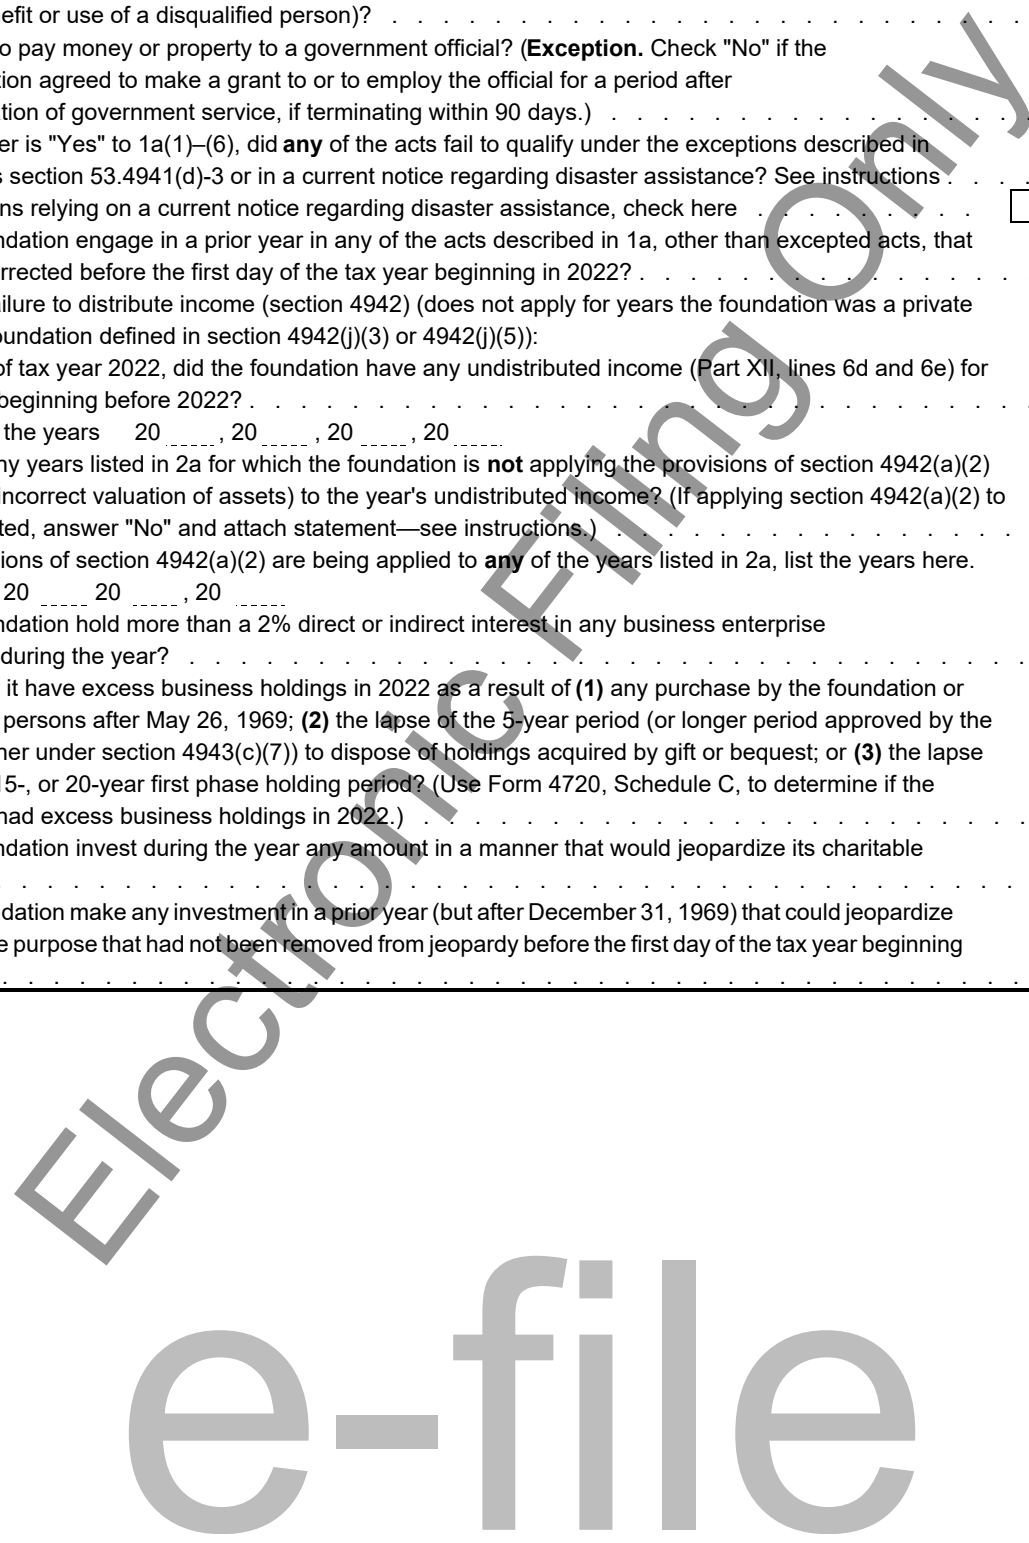 efit or use of a disqualified person)? . . . . . . . . . . . . . . . . . . . . . . . . .
o pay money or property to a government official? (Exception. Check "No" if the
tion agreed to make a grant to or to employ the official for a period after
ation of government service, if terminating within 90 days.) . . . . . . . . . . . . . . . . .
er is "Yes" to 1a(1)–(6), did any of the acts fail to qualify under the exceptions described in
s section 53.4941(d)-3 or in a current notice regarding disaster assistance? See instructions . . . .
ns relying on a current notice regarding disaster assistance, check here . . . . . . . . .
ndation engage in a prior year in any of the acts described in 1a, other than excepted acts, that
rrected before the first day of the tax year beginning in 2022? . . . . . . . . . . . . . . .
ailure to distribute income (section 4942) (does not apply for years the foundation was a private
oundation defined in section 4942(j)(3) or 4942(j)(5)):
of tax year 2022, did the foundation have any undistributed income (Part XII, lines 6d and 6e) for
beginning before 2022? . . . . . . . . . . . . . . . . . . . . . . . . . . . . . . .
the years 20 , 20 , 20 , 20
ny years listed in 2a for which the foundation is not applying the provisions of section 4942(a)(2)
incorrect valuation of assets) to the year's undistributed income? (If applying section 4942(a)(2) to
ted, answer "No" and attach statement—see instructions.) . . . . . . . . . . . . . . . .
ions of section 4942(a)(2) are being applied to any of the years listed in 2a, list the years here.
20 20 , 20
ndation hold more than a 2% direct or indirect interest in any business enterprise
during the year? . . . . . . . . . . . . . . . . . . . . . . . . . . . . . . . . .
it have excess business holdings in 2022 as a result of (1) any purchase by the foundation or
persons after May 26, 1969; (2) the lapse of the 5-year period (or longer period approved by the
ner under section 4943(c)(7)) to dispose of holdings acquired by gift or bequest; or (3) the lapse
15-, or 20-year first phase holding period? (Use Form 4720, Schedule C, to determine if the
had excess business holdings in 2022.) . . . . . . . . . . . . . . . . . . . . . . . .
ndation invest during the year any amount in a manner that would jeopardize its charitable
. . . . . . . . . . . . . . . . . . . . . . . . . . . . . . . . . . . . . . . .
dation make any investment in a prior year (but after December 31, 1969) that could jeopardize
e purpose that had not been removed from jeopardy before the first day of the tax year beginning
. . . . . . . . . . . . . . . . . . . . . . . . . . . . . . . . . . . . . . . .
Electronic Filing Only
e-file